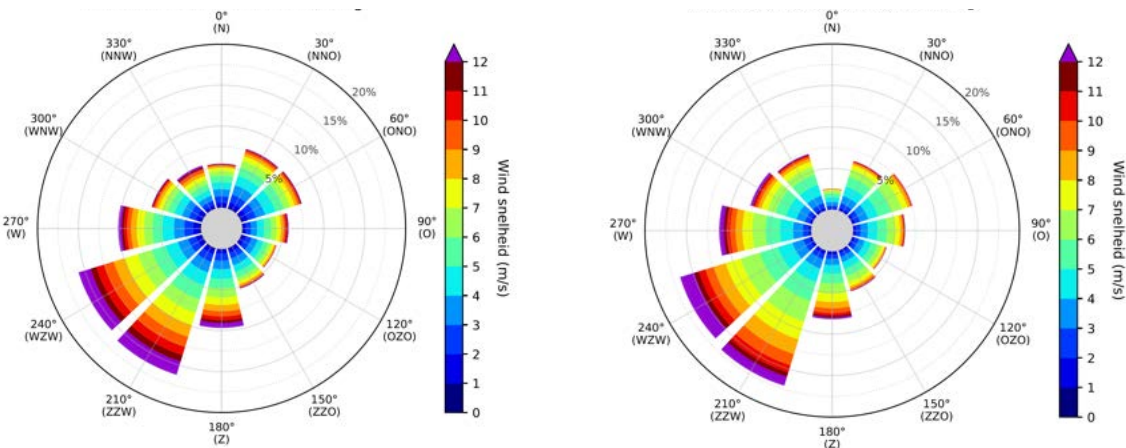 0°
(N)
330°
(NNW)
30°
(NNO)
300°
(WNW)
60°
(ONO)
270°
(W)
90°
(O)
240°
(WZW)
120°
(OZO)
210°
(ZZW)
150°
(ZZO)
180°
(Z)
5%
10%
15%
20%
12
11
10
9
8
7
6
5
4
3
2
1
0
Wind snelheid (m/s)
0°
(N)
330°
(NNW)
30°
(NNO)
300°
(WNW)
60°
(ONO)
270°
(W)
90°
(O)
240°
(WZW)
120°
(OZO)
210°
(ZZW)
150°
(ZZO)
180°
(Z)
5%
10%
15%
20%
12
11
10
9
8
7
6
5
4
3
2
1
0
Wind snelheid (m/s)